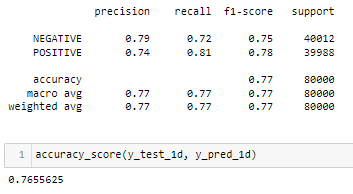 precision recall f1-score support
NEGATIVE 0.79 0.72 0.75 40012
POSITIVE 0.74 0.81 0.78 39988
accuracy 0.77 80000
macro avg 0.77 0.77 0.77 80000
weighted avg 0.77 0.77 0.77 80000
1 accuracy_score(y_test_1d, y_pred_1d)
0.7655625